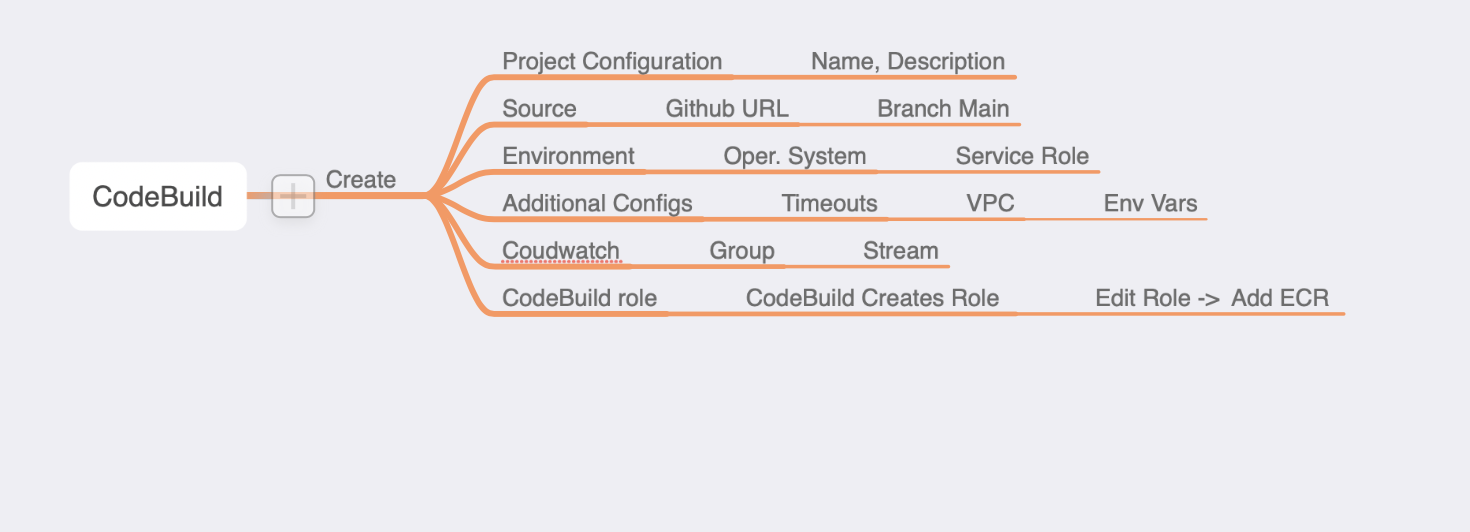 Project Configuration Name, Description
Source Github URL Branch Main
Environment Oper. System Service Role
CodeBuild Create
Additional Configs Timeouts VPC Env Vars
Coudwatch Group Stream
CodeBuild role CodeBuild Creates Role Edit Role -> Add ECR